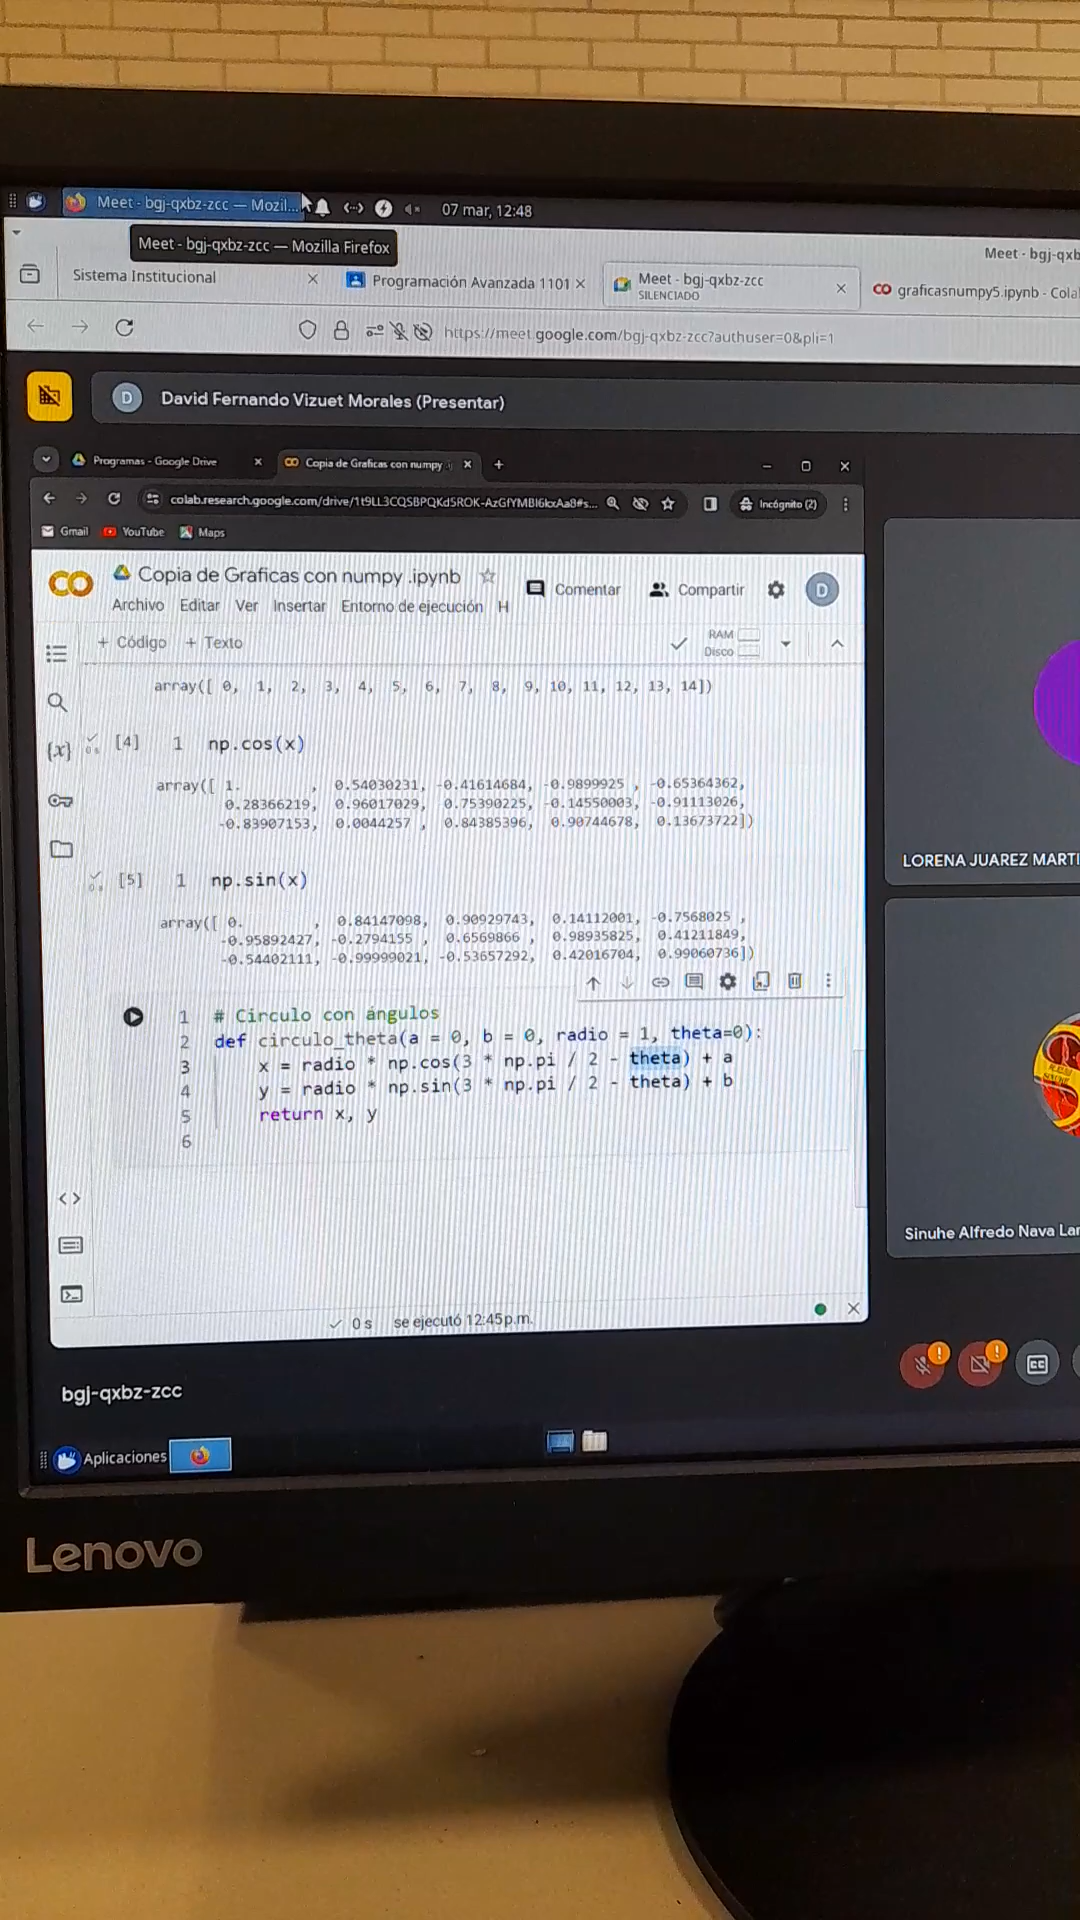 Meet - bgj-qxbz-zcc — Mozil...
07 mar, 12:48
Meet - bgj-qxbz-zcc — Mozilla Firefox
Meet - bgj-qxb
Sistema Institucional
Programación Avanzada 1101
Meet - bgj-qxbz-zcc
SILENCIADO
graficasnumpy5.ipynb - Cola
https://meet.google.com/bgj-qxbz-zcc?authuser=0&pli=1
D
David Fernando Vizuet Morales (Presentar)
Programas - Google Drive
Copia de Graficas con numpy .i
Incógnito (2)
Gmail
YouTube
Maps
Copia de Graficas con numpy .ipynb
Comentar
Compartir
D
Archivo Editar Ver Insertar Entorno de ejecución H
+ Código + Texto
RAM
Disco
array([ 0, 1, 2, 3, 4, 5, 6, 7, 8, 9, 10, 11, 12, 13, 14])
{x}
0 s
[4] 1 np.cos(x)
array([ 1. , 0.54030231, -0.41614684, -0.9899925 , -0.65364362,
0.28366219, 0.96017029, 0.75390225, -0.14550003, -0.91113026,
-0.83907153, 0.0044257 , 0.84385396, 0.90744678, 0.13673722])
0 s
[5] 1 np.sin(x)
array([ 0. , 0.84147098, 0.90929743, 0.14112001, -0.7568025 ,
-0.95892427, -0.2794155 , 0.6569866 , 0.98935825, 0.41211849,
-0.54402111, -0.99999021, -0.53657292, 0.42016704, 0.99060736])
1 # Circulo con ángulos
2 def circulo_theta(a = 0, b = 0, radio = 1, theta=0):
3 x = radio * np.cos(3 * np.pi / 2 - theta) + a
4 y = radio * np.sin(3 * np.pi / 2 - theta) + b
5 return x, y
6
0 s se ejecutó 12:45p.m.
LORENA JUAREZ MARTI
Sinuhe Alfredo Nava Lar
CC
bgj-qxbz-zcc
Aplicaciones
Lenovo